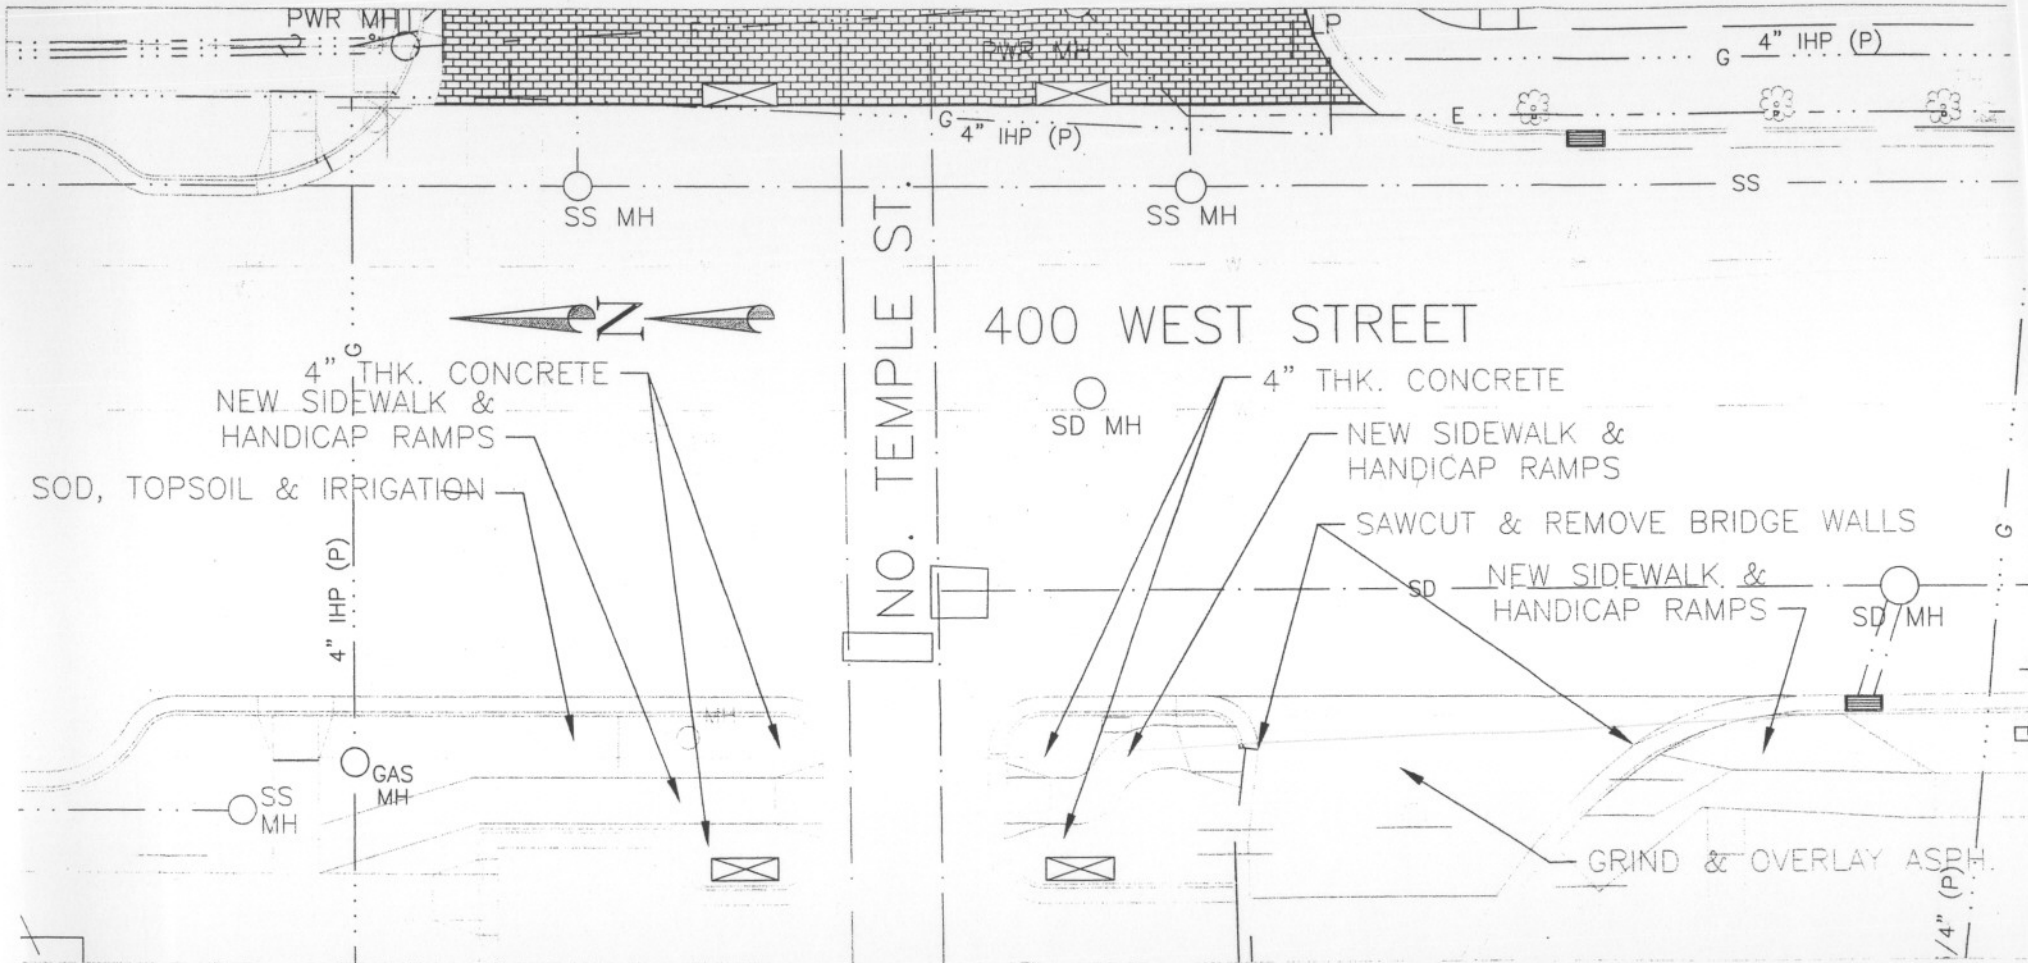 PWR MH
PWR MH
4" IHP (P)
G
E
G
4" IHP (P)
SS
SS MH
SS MH
N
NO. TEMPLE ST.
400 WEST STREET
G
4" THK. CONCRETE
NEW SIDEWALK &
HANDICAP RAMPS
SOD, TOPSOIL & IRRIGATION
4" IHP (P)
SD MH
4" THK. CONCRETE
NEW SIDEWALK &
HANDICAP RAMPS
SAWCUT & REMOVE BRIDGE WALLS
G
SD
NEW SIDEWALK &
HANDICAP RAMPS
SD MH
MH
GAS
MH
SS
MH
GRIND & OVERLAY ASPH.
/4" (P)